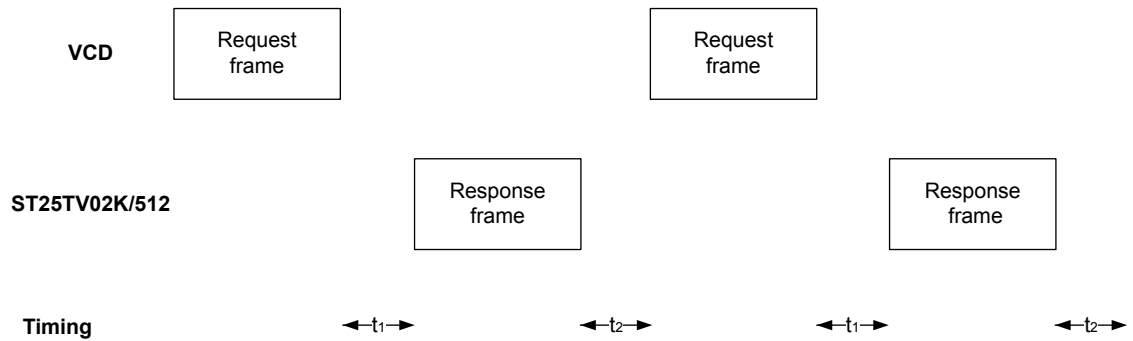 VCD
Request
frame
Request
frame
ST25TV02K/512
Response
frame
Response
frame
Timing
t1
t2
t1
t2